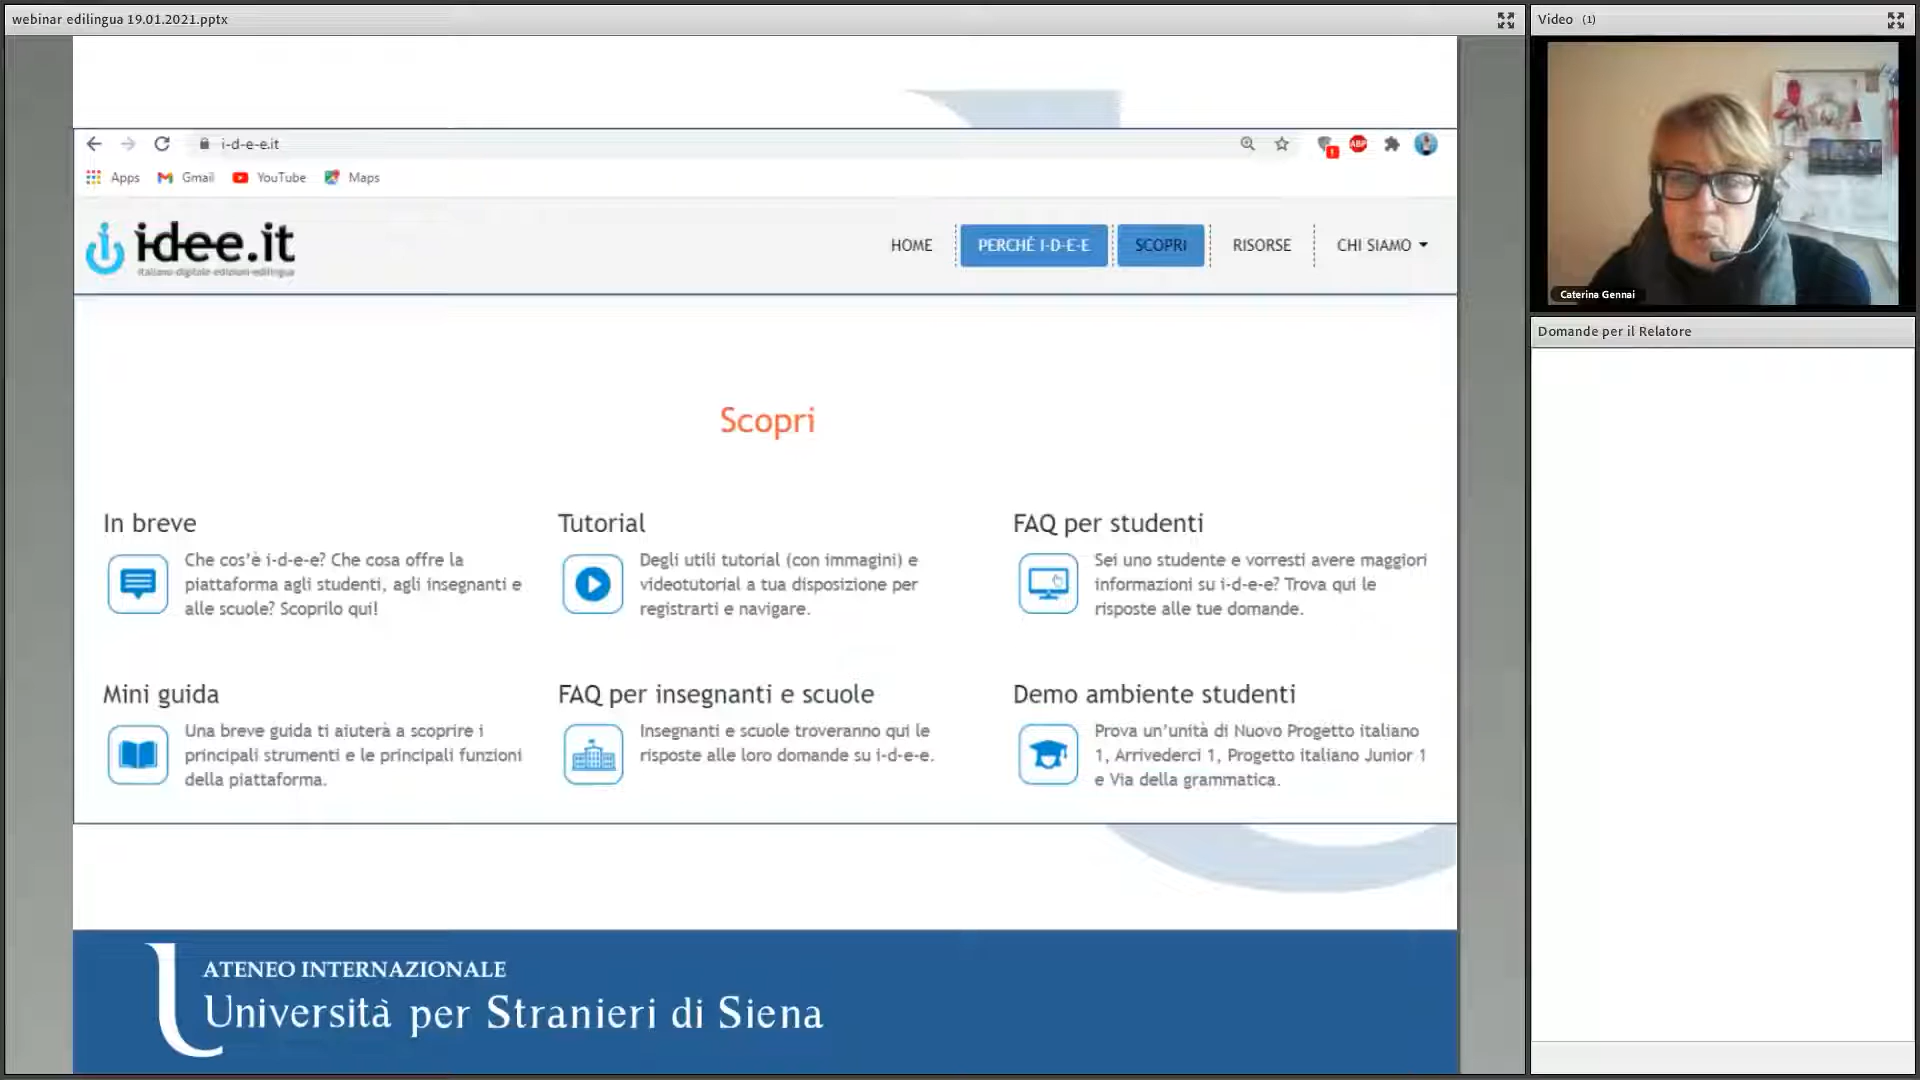 webinar edilingua 19.01.2021.pptx
i-d-e-e.it
ABP
Apps
Gmail
YouTube
Maps
i-d-e-e.it
italiano digitale edizioni edilingua
HOME
PERCHÉ I-D-E-E
SCOPRI
RISORSE
CHI SIAMO
Scopri
In breve
Che cos'è i-d-e-e? Che cosa offre la
piattaforma agli studenti, agli insegnanti e
alle scuole? Scoprilo qui!
Tutorial
Degli utili tutorial (con immagini) e
videotutorial a tua disposizione per
registrarti e navigare.
FAQ per studenti
Sei uno studente e vorresti avere maggiori
informazioni su i-d-e-e? Trova qui le
risposte alle tue domande.
Mini guida
Una breve guida ti aiuterà a scoprire i
principali strumenti e le principali funzioni
della piattaforma.
FAQ per insegnanti e scuole
Insegnanti e scuole troveranno qui le
risposte alle loro domande su i-d-e-e.
Demo ambiente studenti
Prova un'unità di Nuovo Progetto italiano
1, Arrivederci 1, Progetto italiano Junior 1
e Via della grammatica.
ATENEO INTERNAZIONALE
Università per Stranieri di Siena
Video (1)
Caterina Gennai
Domande per il Relatore